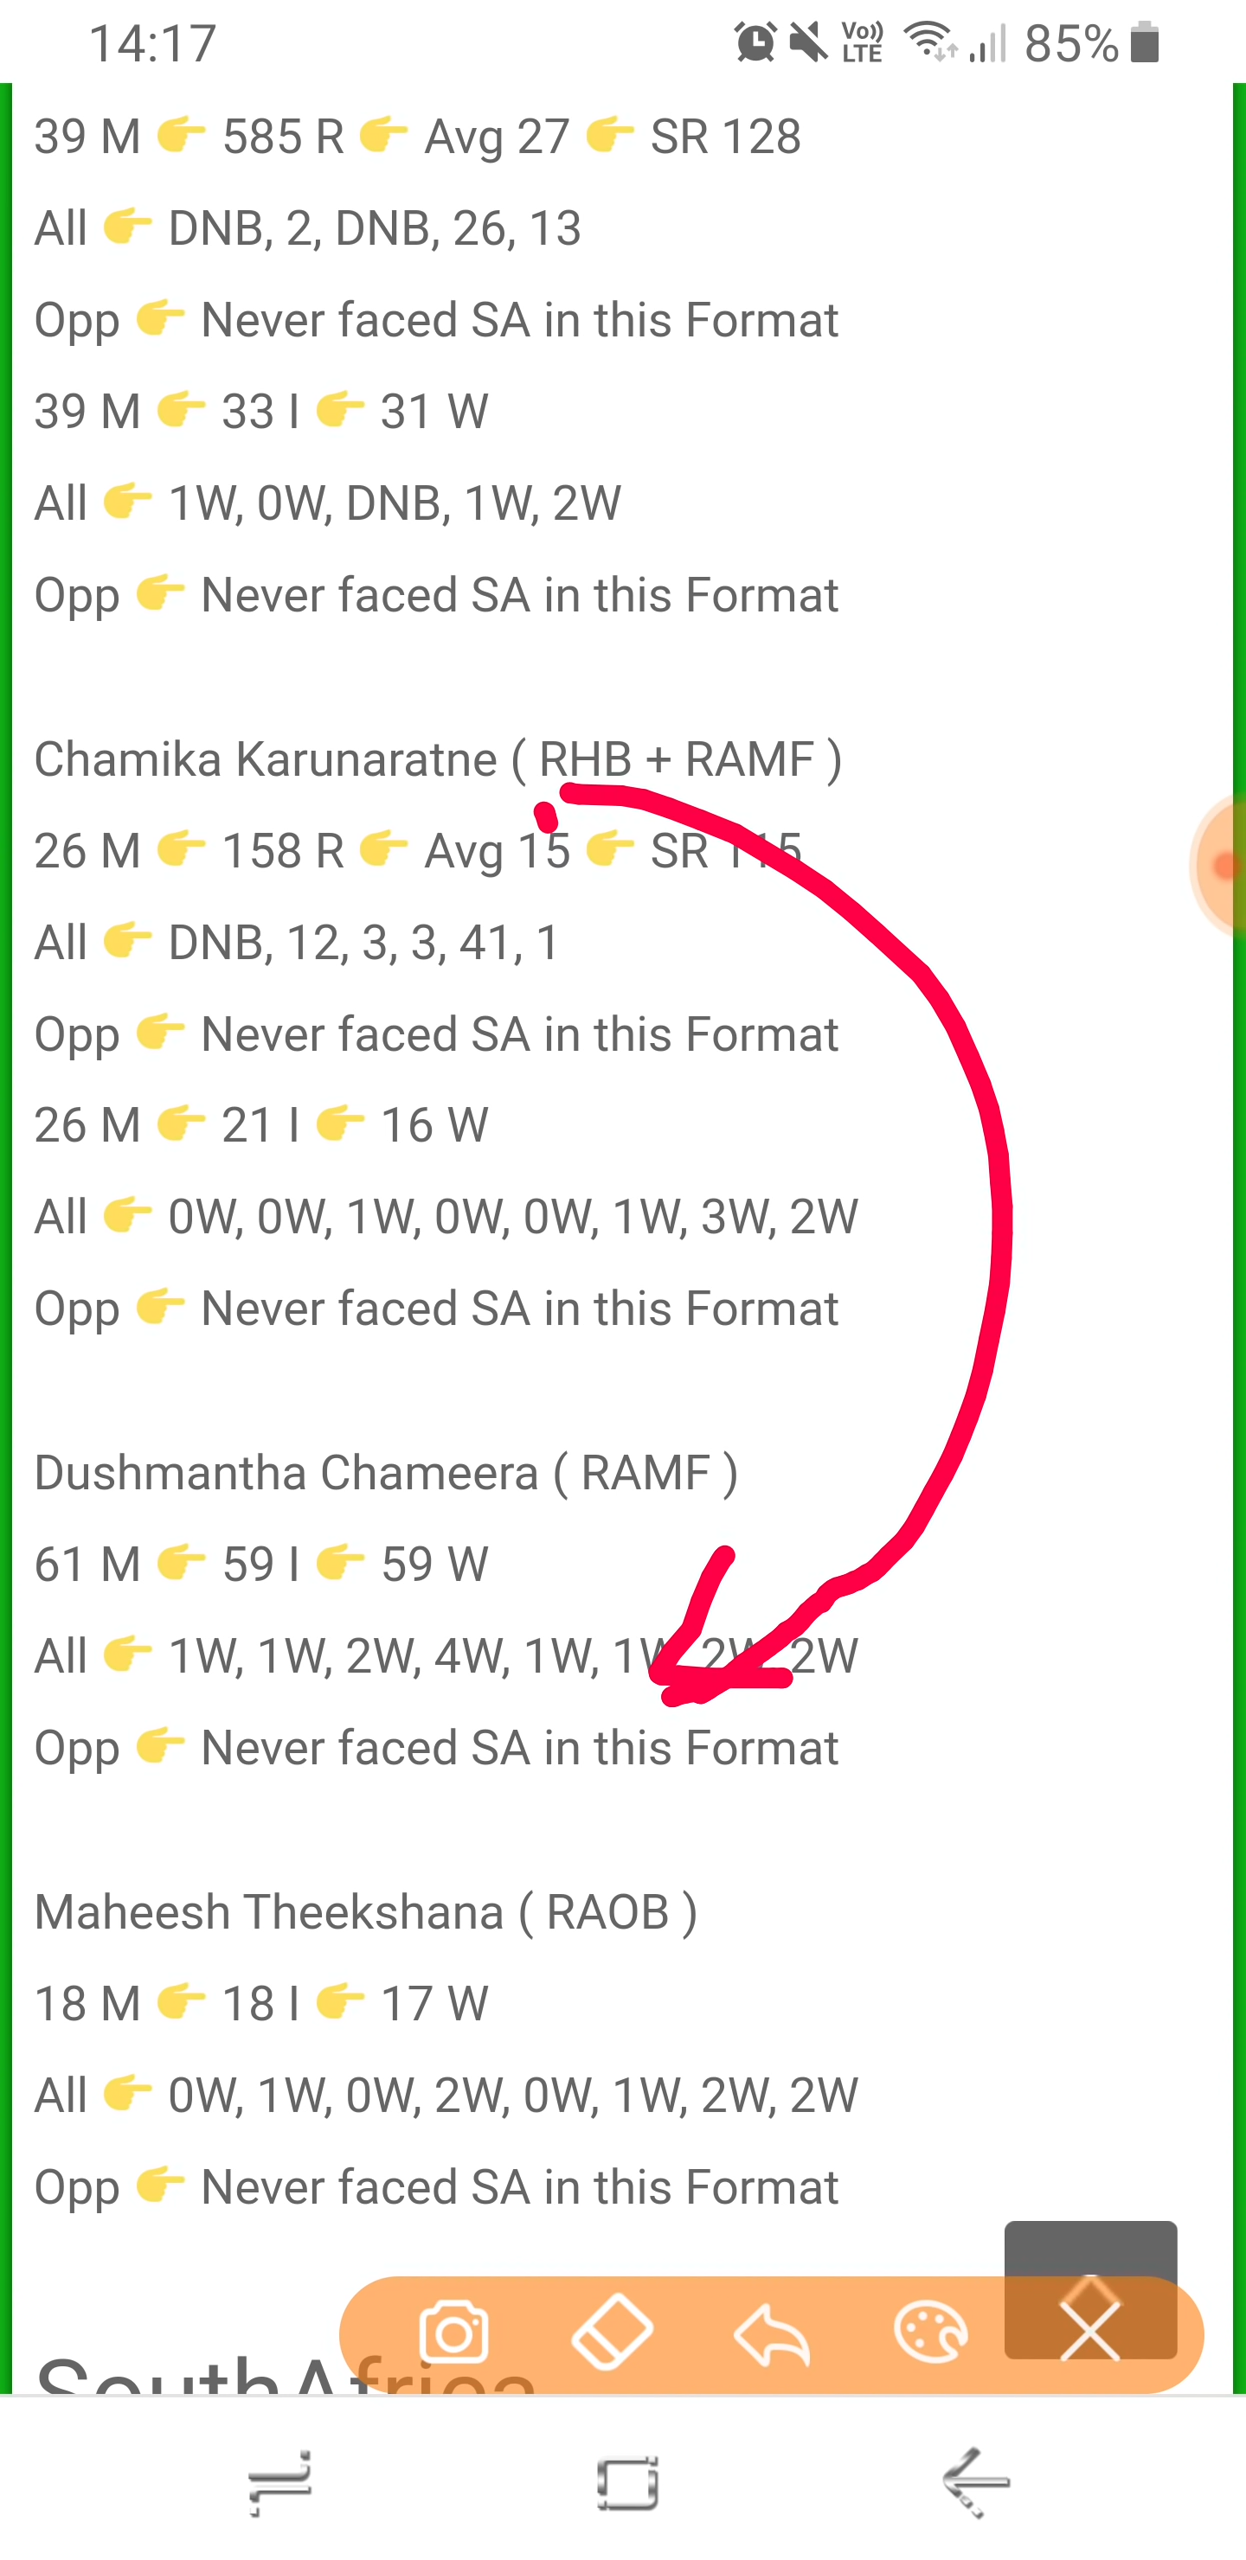 14:17 Vo)) LTE 85%
39 M 👉 585 R 👉 Avg 27 👉 SR 128
All 👉 DNB, 2, DNB, 26, 13
Opp 👉 Never faced SA in this Format
39 M 👉 33 I 👉 31 W
All 👉 1W, 0W, DNB, 1W, 2W
Opp 👉 Never faced SA in this Format
Chamika Karunaratne ( RHB + RAMF )
26 M 👉 158 R 👉 Avg 15 👉 SR 115
All 👉 DNB, 12, 3, 3, 41, 1
Opp 👉 Never faced SA in this Format
26 M 👉 21 I 👉 16 W
All 👉 0W, 0W, 1W, 0W, 0W, 1W, 3W, 2W
Opp 👉 Never faced SA in this Format
Dushmantha Chameera ( RAMF )
61 M 👉 59 I 👉 59 W
All 👉 1W, 1W, 2W, 4W, 1W, 1W, 2W, 2W
Opp 👉 Never faced SA in this Format
Maheesh Theekshana ( RAOB )
18 M 👉 18 I 👉 17 W
All 👉 0W, 1W, 0W, 2W, 0W, 1W, 2W, 2W
Opp 👉 Never faced SA in this Format
SouthAfrica